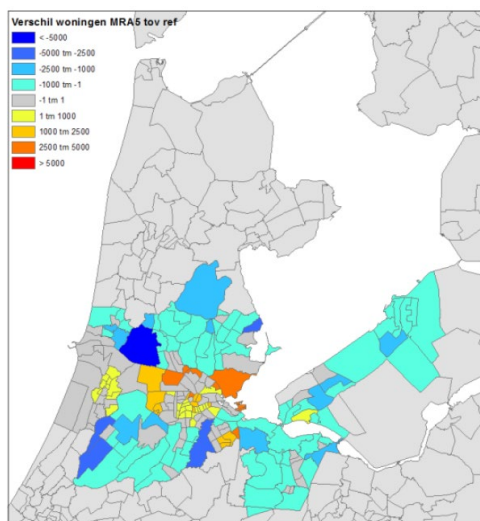 Verschil woningen MRA5 tov ref
< -5000
-5000 tm -2500
-2500 tm -1000
-1000 tm -1
-1 tm 1
1 tm 1000
1000 tm 2500
2500 tm 5000
> 5000